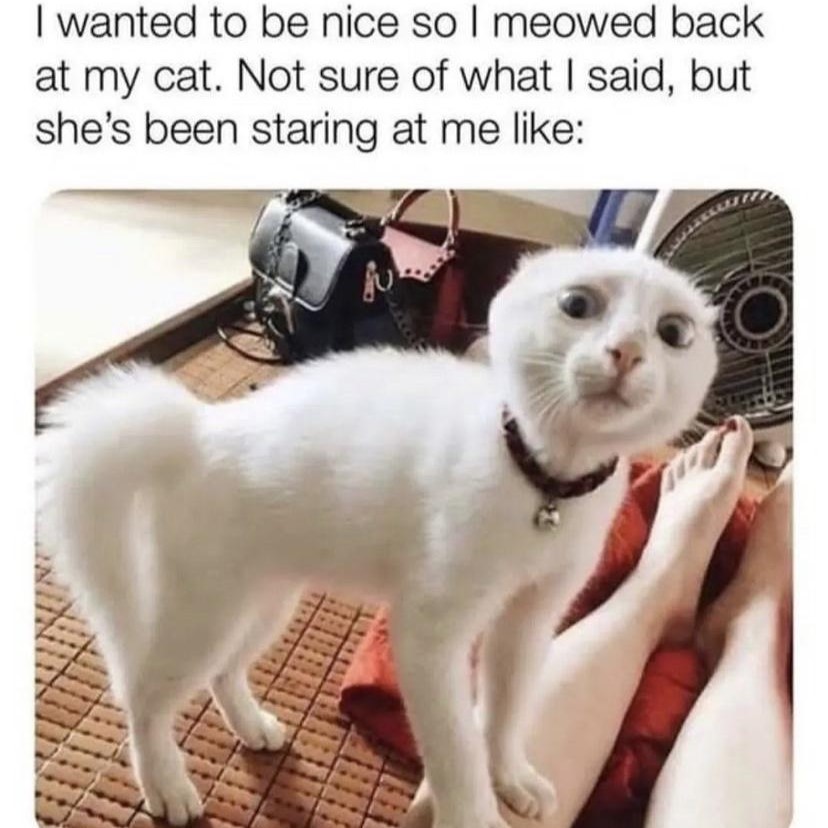 I wanted to be nice so I meowed back
at my cat. Not sure of what I said, but
she's been staring at me like: